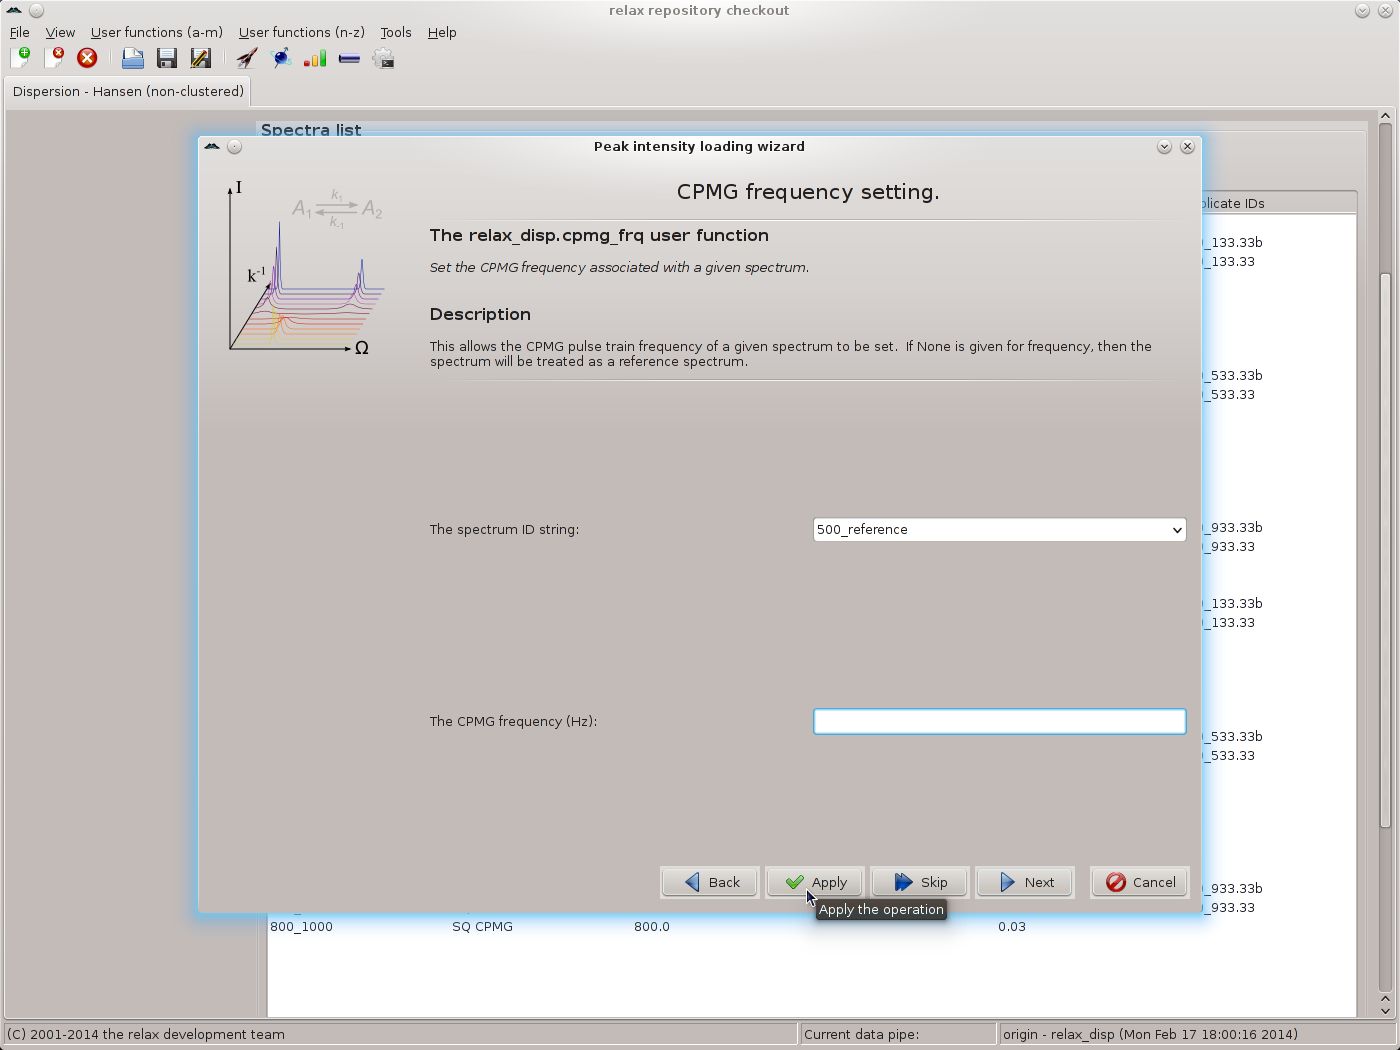 relax repository checkout
File View User functions (a-m) User functions (n-z) Tools Help
Dispersion - Hansen (non-clustered)
Spectra list
Peak intensity loading wizard
I
A1 k1 A2
k-1
k-1
Ω
CPMG frequency setting.
The relax_disp.cpmg_frq user function
Set the CPMG frequency associated with a given spectrum.
Description
This allows the CPMG pulse train frequency of a given spectrum to be set. If None is given for frequency, then the
spectrum will be treated as a reference spectrum.
The spectrum ID string:
500_reference
The CPMG frequency (Hz):
Back
Apply
Skip
Next
Cancel
Apply the operation
plicate IDs
_133.33b
_133.33
_533.33b
_533.33
_933.33b
_933.33
_133.33b
_133.33
_533.33b
_533.33
_933.33b
_933.33
800_1000 SQ CPMG 800.0 0.03
(C) 2001-2014 the relax development team
Current data pipe:
origin - relax_disp (Mon Feb 17 18:00:16 2014)